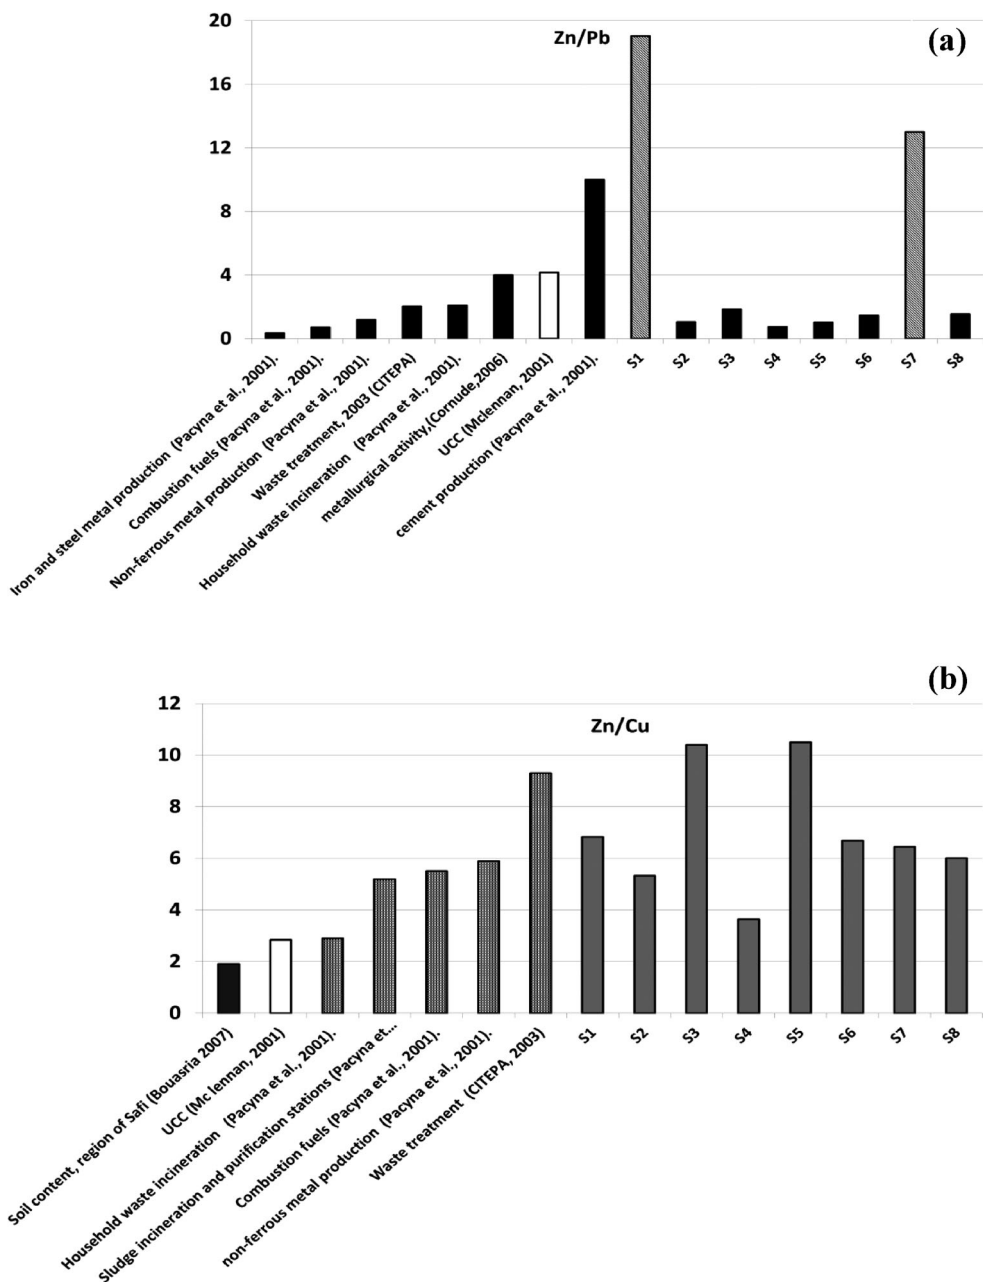 (a)
Zn/Pb
20
16
12
8
4
0
Iron and steel metal production (Pacyna et al., 2001).
Combustion fuels (Pacyna et al., 2001).
Non-ferrous metal production (Pacyna et al., 2001).
Waste treatment, 2003 (CITEPA)
Household waste incineration (Pacyna et al., 2001).
metallurgical activity,(Cornude,2006)
UCC (Mclennan, 2001)
cement production (Pacyna et al., 2001).
S1
S2
S3
S4
S5
S6
S7
S8
(b)
Zn/Cu
12
10
8
6
4
2
0
Soil content, region of Safi (Bouasria 2007)
UCC (Mc lennan, 2001)
Household waste incineration (Pacyna et al., 2001).
Sludge incineration and purification stations (Pacyna et...
Combustion fuels (Pacyna et al., 2001).
non-ferrous metal production (Pacyna et al., 2001).
Waste treatment (CITEPA, 2003)
S1
S2
S3
S4
S5
S6
S7
S8